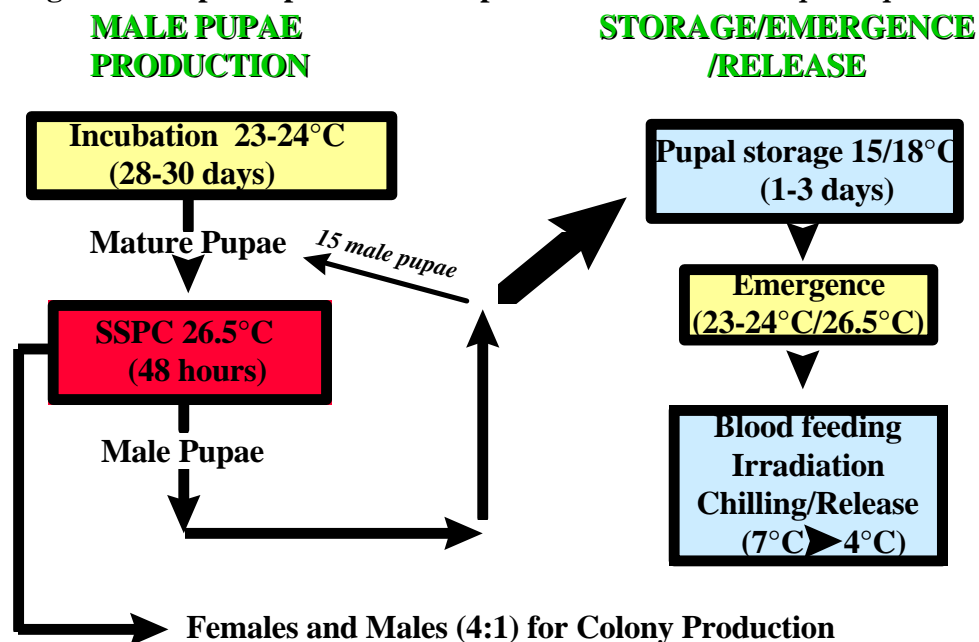 MALE PUPAE
PRODUCTION
Incubation 23-24°C
(28-30 days)
Mature Pupae
15 male pupae
SSPC 26.5°C
(48 hours)
Male Pupae
STORAGE/EMERGENCE
/RELEASE
Pupal storage 15/18°C
(1-3 days)
Emergence
(23-24°C/26.5°C)
Blood feeding
Irradiation
Chilling/Release
(7°C➤4°C)
Females and Males (4:1) for Colony Production